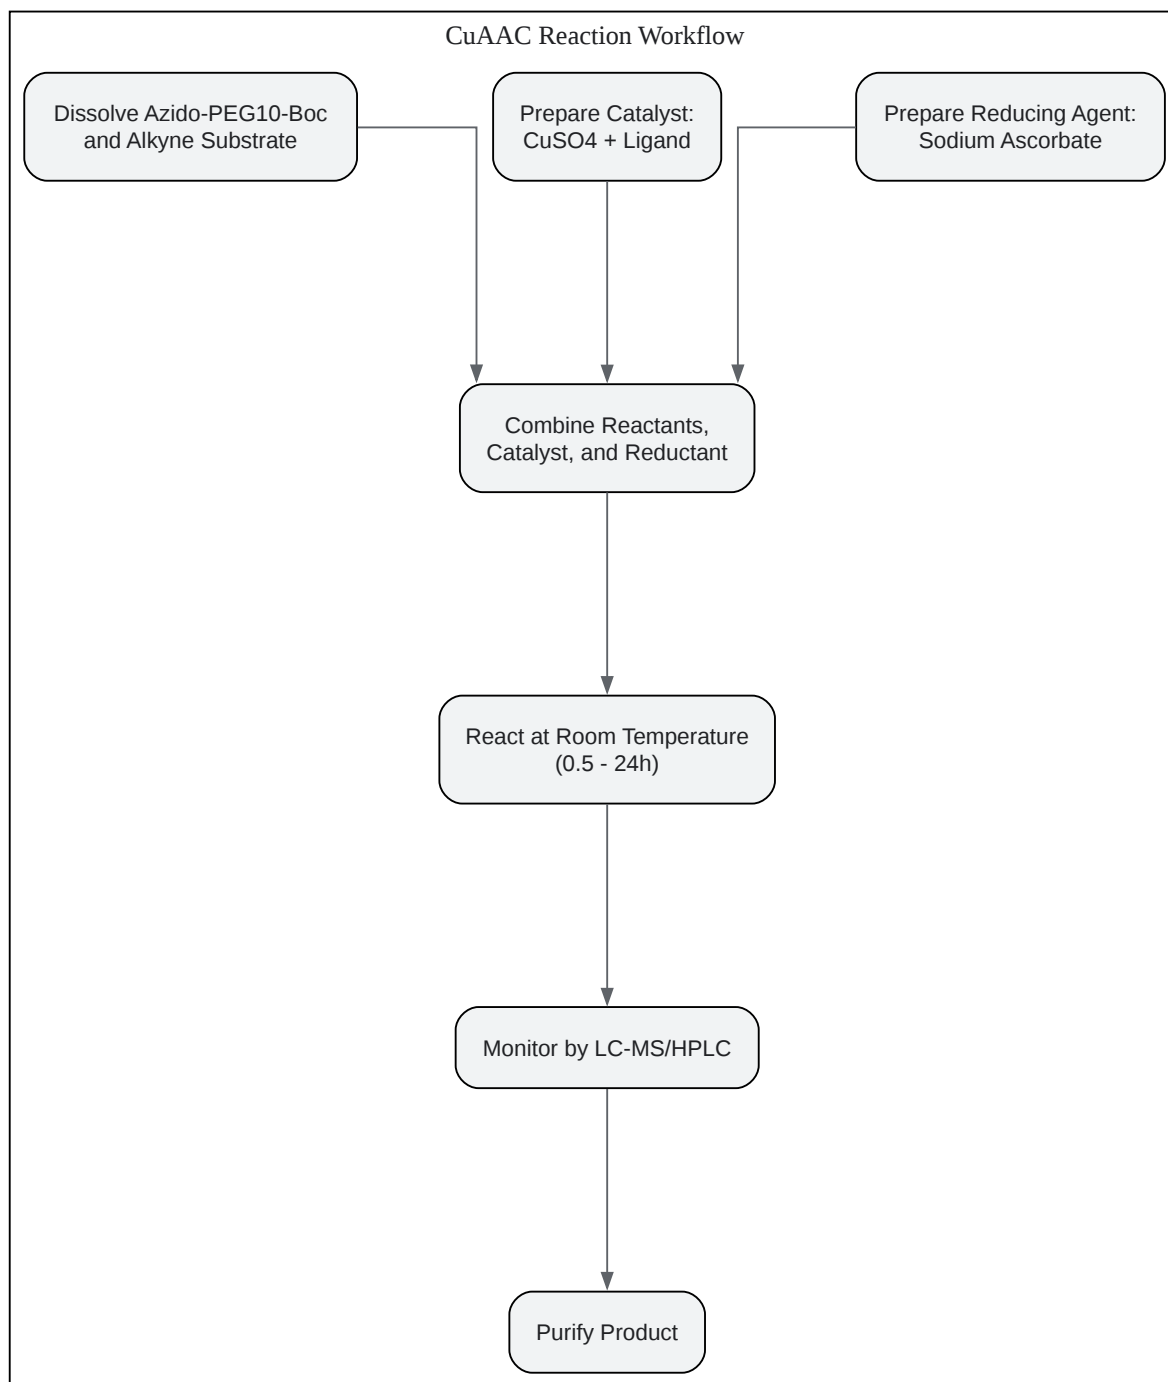 CuAAC Reaction Workflow
Dissolve Azido-PEG10-Boc
and Alkyne Substrate
Prepare Catalyst:
CuSO4 + Ligand
Prepare Reducing Agent:
Sodium Ascorbate
Combine Reactants,
Catalyst, and Reductant
React at Room Temperature
(0.5 - 24h)
Monitor by LC-MS/HPLC
Purify Product